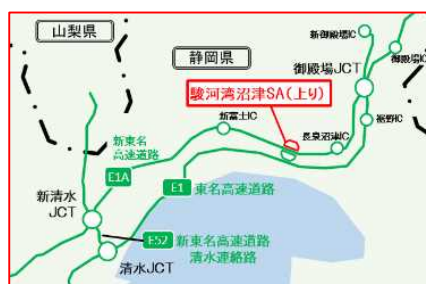 山梨県
静岡県
新御殿場IC
御殿場IC
御殿場JCT
駿河湾沼津SA(上り)
新富士IC
長泉沼津IC
裾野IC
新東名
高速道路
E1A
E1 東名高速道路
新清水
JCT
E52 新東名高速道路
清水連絡路
清水JCT